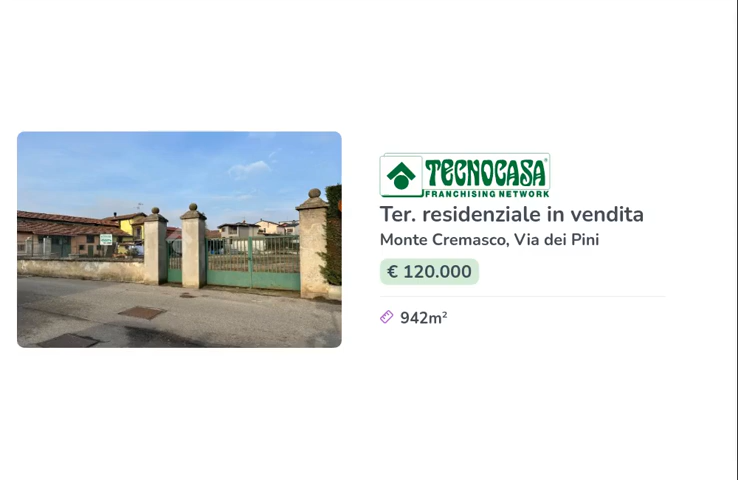 TECNOCASA
FRANCHISING NETWORK
Ter. residenziale in vendita
Monte Cremasco, Via dei Pini
€ 120.000
942m²